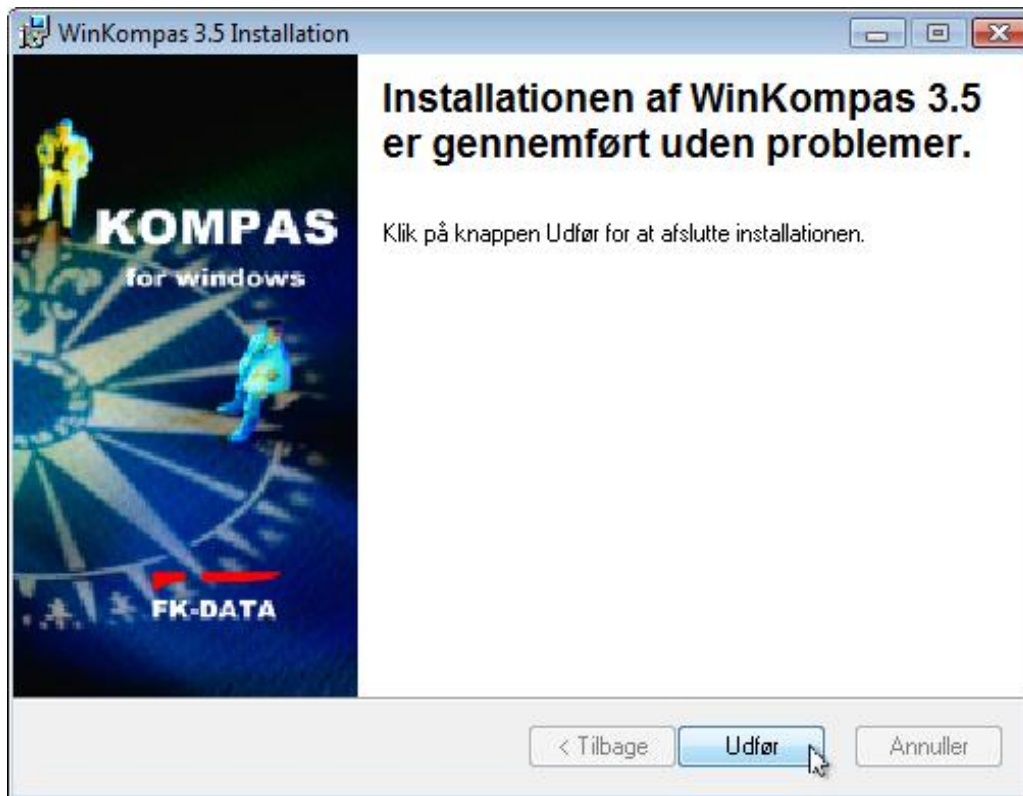 WinKompas 3.5 Installation
KOMPAS
for windows
FK-DATA
Installationen af WinKompas 3.5
er gennemført uden problemer.
Klik på knappen Udfør for at afslutte installationen.
< Tilbage
Udfør
Annuller